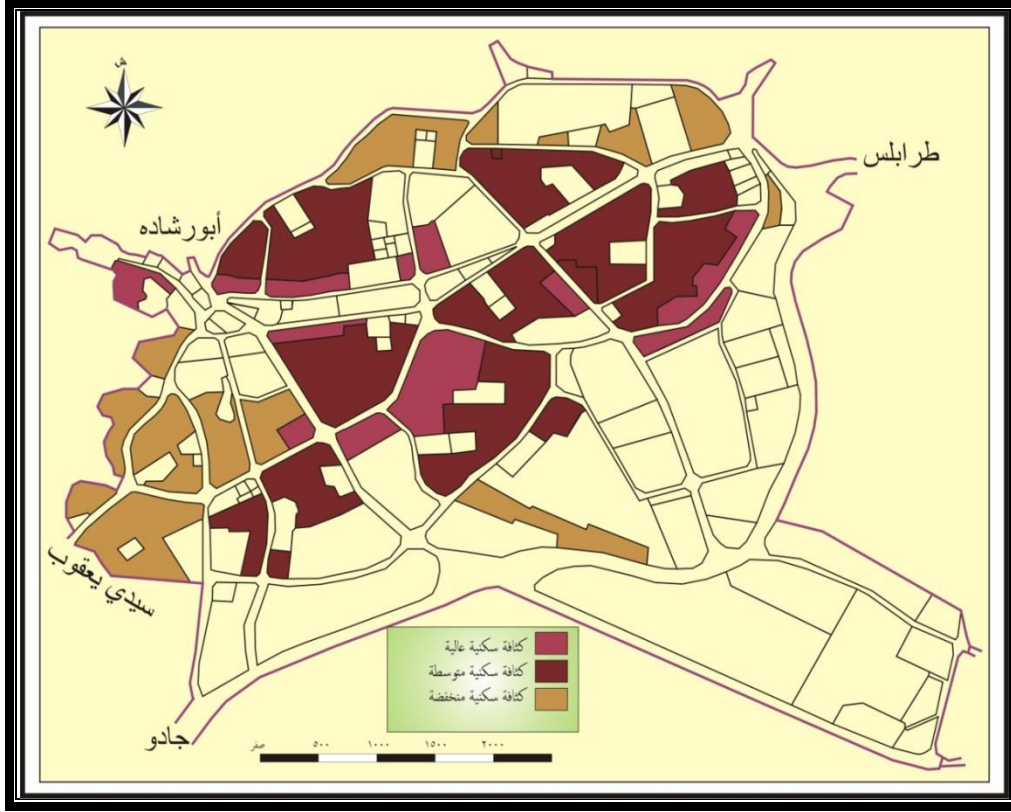 ش
طرابلس
أبورشاده
سيدي يعقوب
جادو
كثافة سكنية عالية
كثافة سكنية متوسطة
كثافة سكنية منخفضة
صفر ٥٠٠ ١٠٠٠ ١٥٠٠ ٢٠٠٠